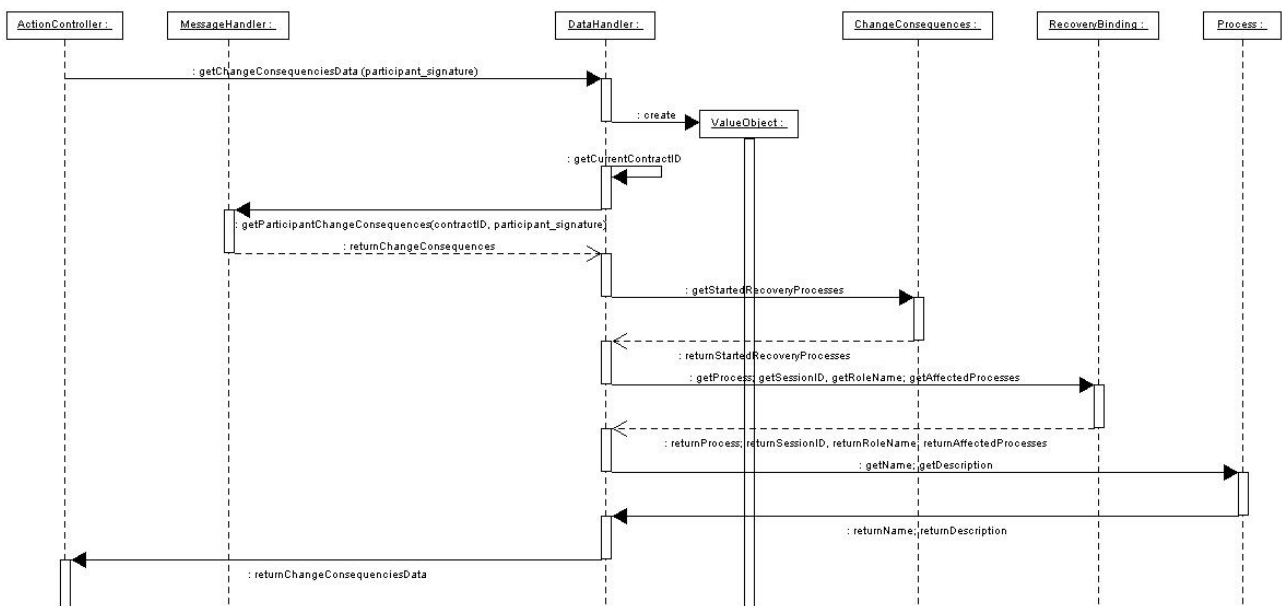 ActionController :
MessageHandler :
DataHandler :
ChangeConsequences :
RecoveryBinding :
Process :
: getChangeConsequenciesData (participant_signature)
: create
ValueObject :
: getCurrentContractID
: getParticipantChangeConsequences(contractID, participant_signature)
: returnChangeConsequences
: getStartedRecoveryProcesses
: returnStartedRecoveryProcesses
: getProcess; getSessionID, getRoleName; getAffectedProcesses
: returnProcess; returnSessionID, returnRoleName; returnAffectedProcesses
: getName; getDescription
: returnName; returnDescription
: returnChangeConsequenciesData